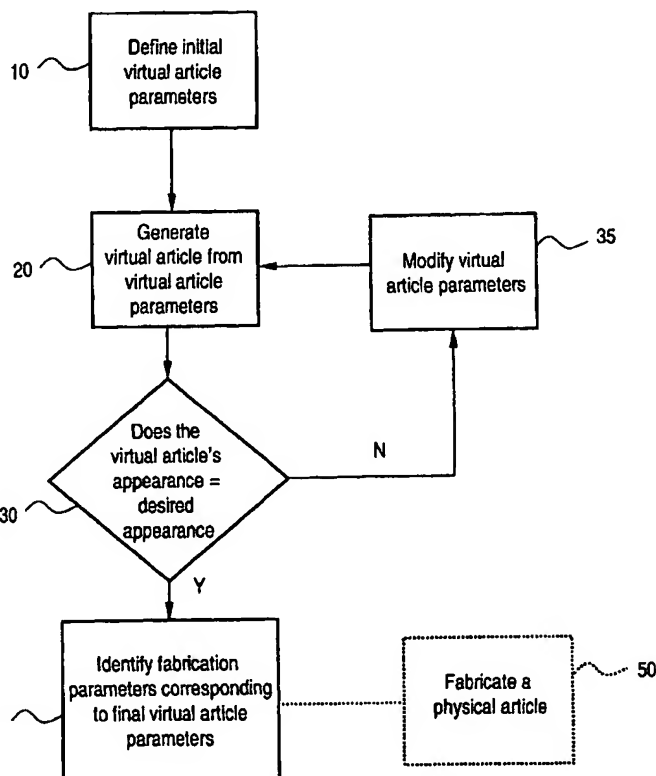 Define initial
virtual article
parameters
10
Generate
virtual article from
virtual article
parameters
20
Modify virtual
article parameters
35
Does the
virtual article's
appearance =
desired
appearance
30
N
Y
Identify fabrication
parameters corresponding
to final virtual article
parameters
Fabricate a
physical article
50